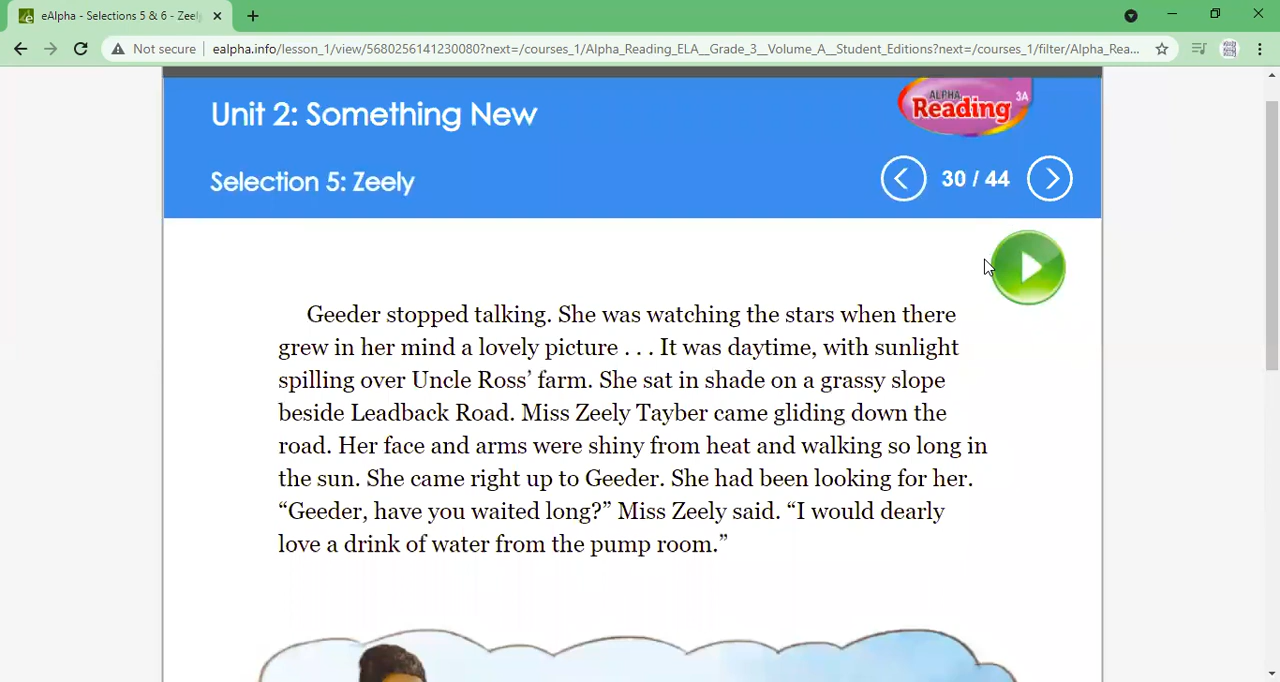 eAlpha - Selections 5 & 6 - Zeel
Not secure
ealpha.info/lesson_1/view/5680256141230080?next=/courses_1/Alpha_Reading_ELA__Grade_3__Volume_A__Student_Editions?next=/courses_1/filter/Alpha_Rea...
Unit 2: Something New
ALPHA
Reading
3A
Selection 5: Zeely
30 / 44
Geeder stopped talking. She was watching the stars when there
grew in her mind a lovely picture . . . It was daytime, with sunlight
spilling over Uncle Ross’ farm. She sat in shade on a grassy slope
beside Leadback Road. Miss Zeely Tayber came gliding down the
road. Her face and arms were shiny from heat and walking so long in
the sun. She came right up to Geeder. She had been looking for her.
“Geeder, have you waited long?” Miss Zeely said. “I would dearly
love a drink of water from the pump room.”